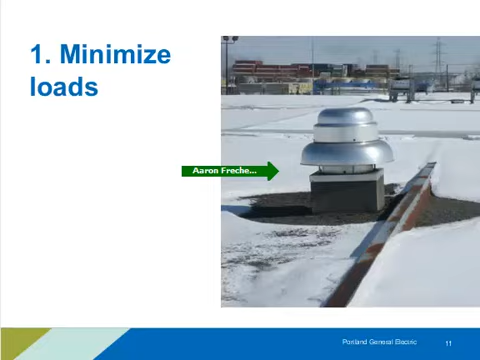 1. Minimize
loads
Aaron Freche...
Portland General Electric
11